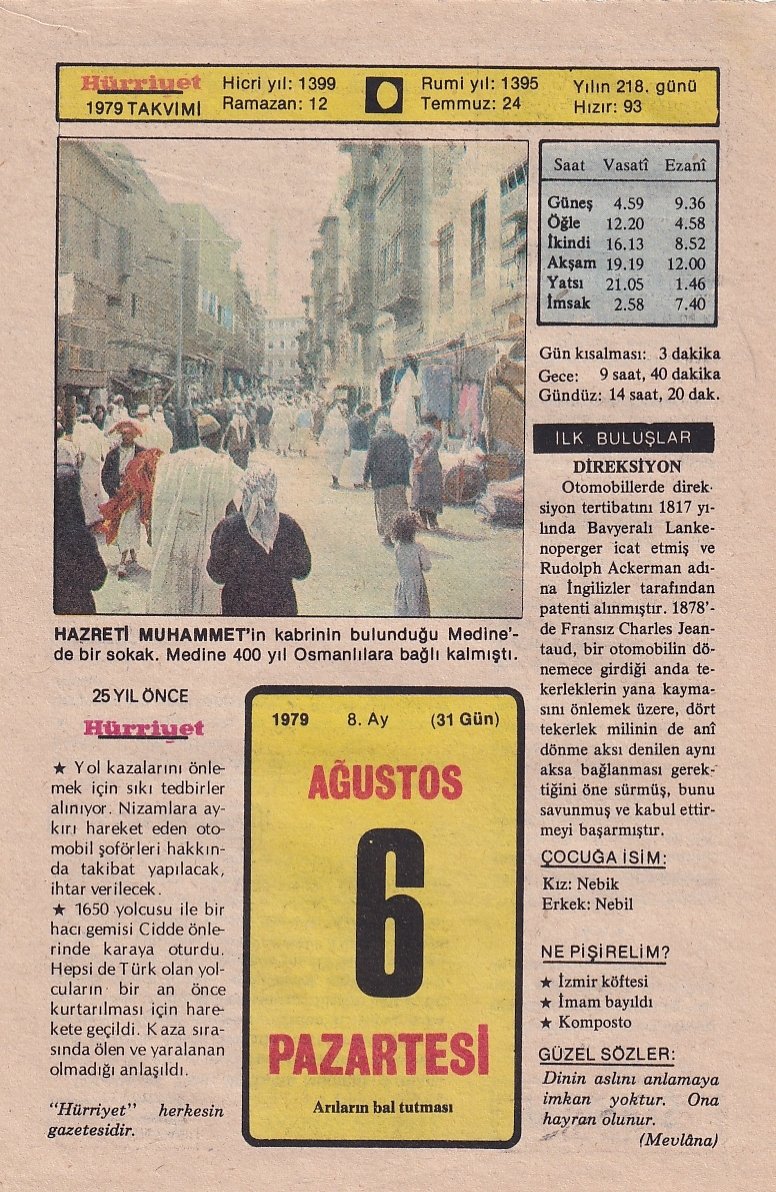 Hürriyet
1979 TAKVİMİ
Hicri yıl: 1399
Ramazan: 12
Rumi yıl: 1395
Temmuz: 24
Yılın 218. günü
Hızır: 93
Saat Vasatî Ezanî
Güneş 4.59 9.36
Öğle 12.20 4.58
İkindi 16.13 8.52
Akşam 19.19 12.00
Yatsı 21.05 1.46
İmsak 2.58 7.40
Gün kısalması: 3 dakika
Gece: 9 saat, 40 dakika
Gündüz: 14 saat, 20 dak.
HAZRETİ MUHAMMET'in kabrinin bulunduğu Medine'-
de bir sokak. Medine 400 yıl Osmanlılara bağlı kalmıştı.
İLK BULUŞLAR
DİREKSİYON
Otomobillerde direk-
siyon tertibatını 1817 yı-
lında Bavyeralı Lanke-
noperger icat etmiş ve
Rudolph Ackerman adı-
na İngilizler tarafından
patenti alınmıştır. 1878'-
de Fransız Charles Jean-
taud, bir otomobilin dö-
nemece girdiği anda te-
kerleklerin yana kayma-
sını önlemek üzere, dört
tekerlek milinin de anî
dönme aksı denilen aynı
aksa bağlanması gerek-
tiğini öne sürmüş, bunu
savunmuş ve kabul ettir-
meyi başarmıştır.
ÇOCUĞA İSİM:
Kız: Nebik
Erkek: Nebil
NE PİŞİRELİM?
★ İzmir köftesi
★ İmam bayıldı
★ Komposto
GÜZEL SÖZLER:
Dinin aslını anlamaya
imkan yoktur. Ona
hayran olunur.
(Mevlâna)
25 YIL ÖNCE
Hürriyet
★ Yol kazalarını önle-
mek için sıkı tedbirler
alınıyor. Nizamlara ay-
kırı hareket eden oto-
mobil şoförleri hakkın-
da takibat yapılacak,
ihtar verilecek.
★ 1650 yolcusu ile bir
hacı gemisi Cidde önle-
rinde karaya oturdu.
Hepsi de Türk olan yol-
cuların bir an önce
kurtarılması için hare-
kete geçildi. Kaza sıra-
sında ölen ve yaralanan
olmadığı anlaşıldı.
"Hürriyet" herkesin
gazetesidir.
1979 8. Ay (31 Gün)
AĞUSTOS
6
PAZARTESİ
Arıların bal tutması